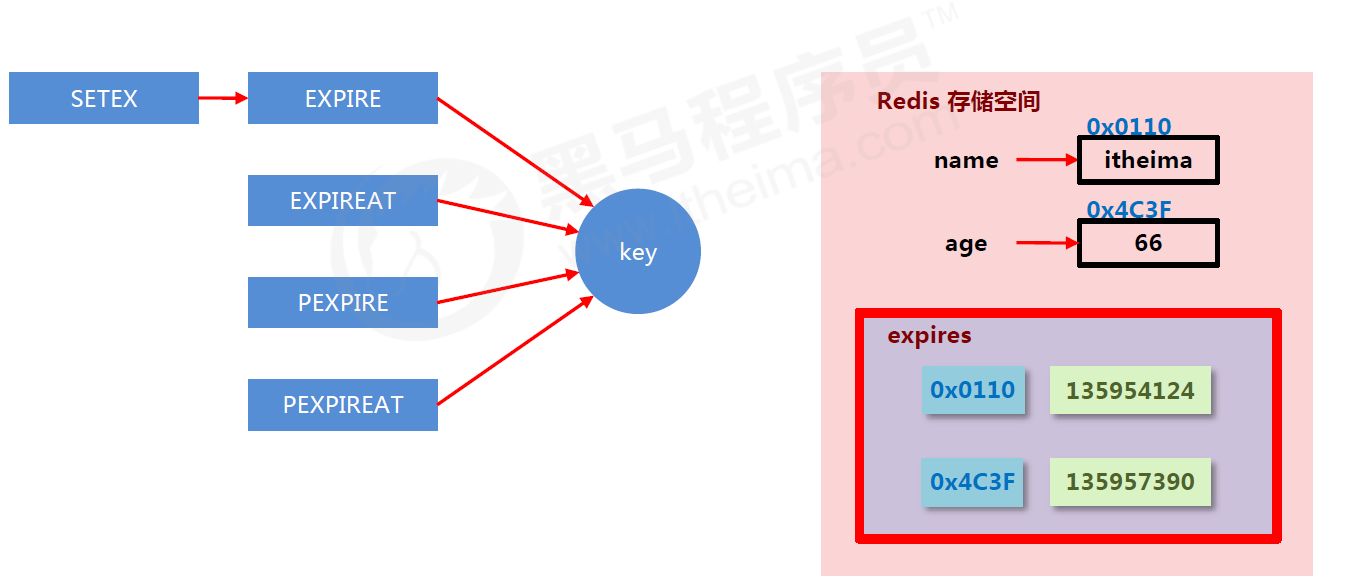 SETEX
EXPIRE
EXPIREAT
PEXPIRE
PEXPIREAT
key
黑马程序员™
www.itheima.com
Redis 存储空间
0x0110
name
itheima
0x4C3F
age
66
expires
0x0110
135954124
0x4C3F
135957390